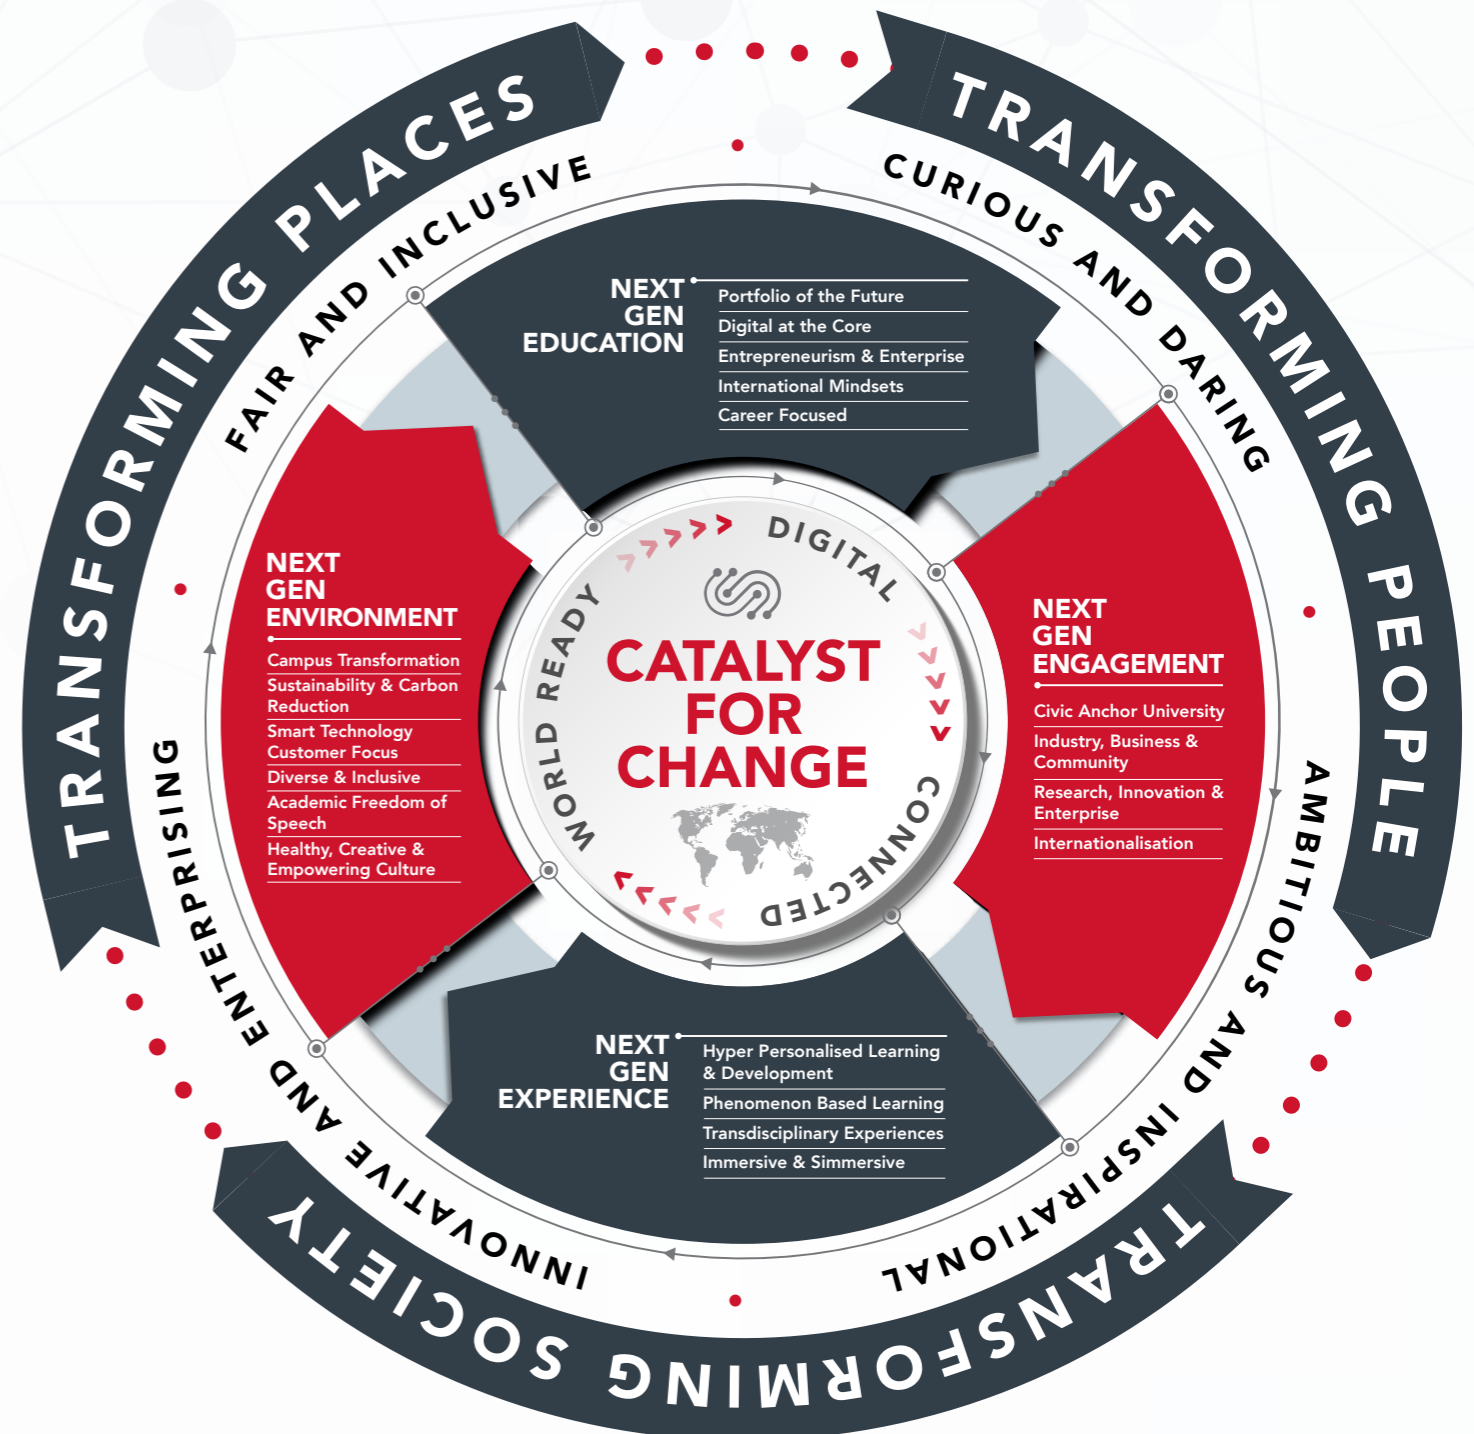 TRANSFORMING PLACES
TRANSFORMING PEOPLE
TRANSFORMING SOCIETY
FAIR AND INCLUSIVE
CURIOUS AND DARING
AMBITIOUS AND INSPIRATIONAL
INNOVATIVE AND ENTERPRISING
NEXT
GEN
EDUCATION
Portfolio of the Future
Digital at the Core
Entrepreneurism & Enterprise
International Mindsets
Career Focused
NEXT
GEN
ENGAGEMENT
Civic Anchor University
Industry, Business &
Community
Research, Innovation &
Enterprise
Internationalisation
NEXT
GEN
EXPERIENCE
Hyper Personalised Learning
& Development
Phenomenon Based Learning
Transdisciplinary Experiences
Immersive & Simmersive
NEXT
GEN
ENVIRONMENT
Campus Transformation
Sustainability & Carbon
Reduction
Smart Technology
Customer Focus
Diverse & Inclusive
Academic Freedom of
Speech
Healthy, Creative &
Empowering Culture
DIGITAL
CONNECTED
WORLD READY
CATALYST
FOR
CHANGE